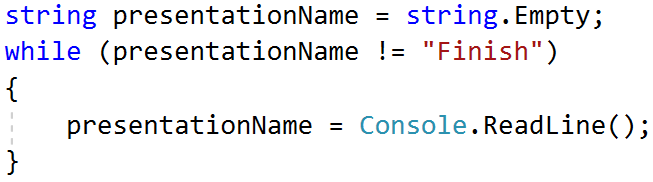 string presentationName = string.Empty;
while (presentationName != "Finish")
{
    presentationName = Console.ReadLine();
}